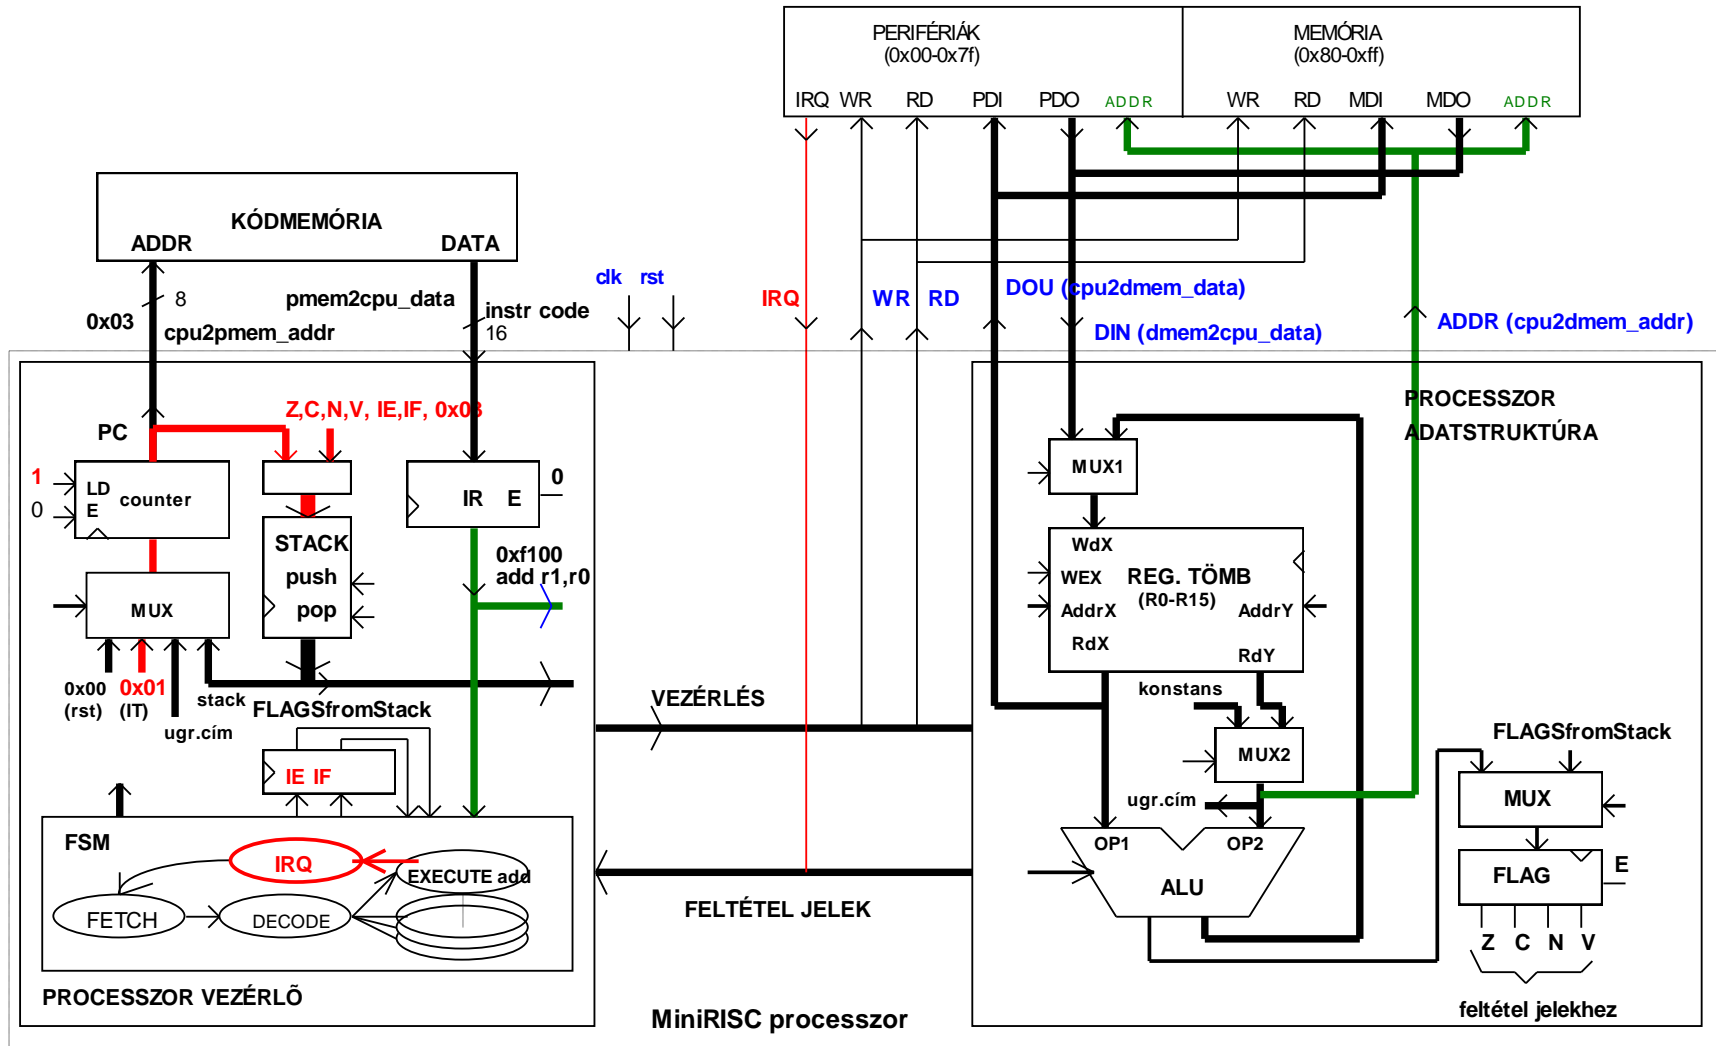 PERIFÉRIÁK
(0x00-0x7f)
MEMÓRIA
(0x80-0xff)
IRQ WR RD PDI PDO ADDR
WR RD MDI MDO ADDR
KÓDMEMÓRIA
ADDR DATA
8
0x03
cpu2pmem_addr
pmem2cpu_data
instr code
16
clk rst
IRQ
WR RD
DOU (cpu2dmem_data)
DIN (dmem2cpu_data)
ADDR (cpu2dmem_addr)
PC
Z,C,N,V, IE,IF, 0x03
1
0
LD
E
counter
IR E
0
STACK
push
pop
0xf100
add r1,r0
MUX
0x00
(rst)
0x01
(IT)
ugr.cím
stack
FLAGSfromStack
IE IF
FSM
IRQ
EXECUTE add
FETCH
DECODE
PROCESSZOR VEZÉRLÕ
VEZÉRLÉS
FELTÉTEL JELEK
MiniRISC processzor
PROCESSZOR
ADATSTRUKTÚRA
MUX1
WdX
WEX
REG. TÖMB
(R0-R15)
AddrX
AddrY
RdX
RdY
konstans
MUX2
ugr.cím
OP1 OP2
ALU
FLAGSfromStack
MUX
FLAG
E
Z C N V
feltétel jelekhez